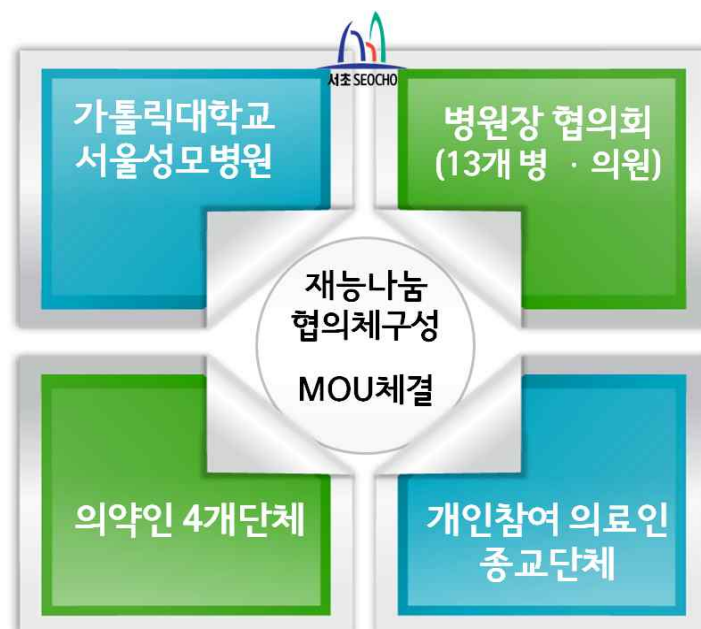 서초 SEOCHO
가톨릭대학교
서울성모병원
병원장 협의회
(13개 병 · 의원)
재능나눔
협의체구성
MOU체결
의약인 4개단체
개인참여 의료인
종교단체